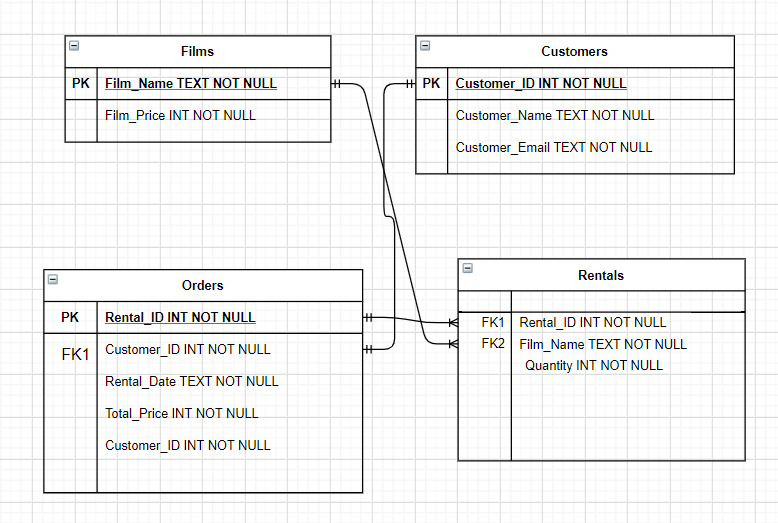 Films
PK Film_Name TEXT NOT NULL
Film_Price INT NOT NULL
Customers
PK Customer_ID INT NOT NULL
Customer_Name TEXT NOT NULL
Customer_Email TEXT NOT NULL
Orders
PK Rental_ID INT NOT NULL
FK1 Customer_ID INT NOT NULL
Rental_Date TEXT NOT NULL
Total_Price INT NOT NULL
Customer_ID INT NOT NULL
Rentals
FK1 Rental_ID INT NOT NULL
FK2 Film_Name TEXT NOT NULL
Quantity INT NOT NULL